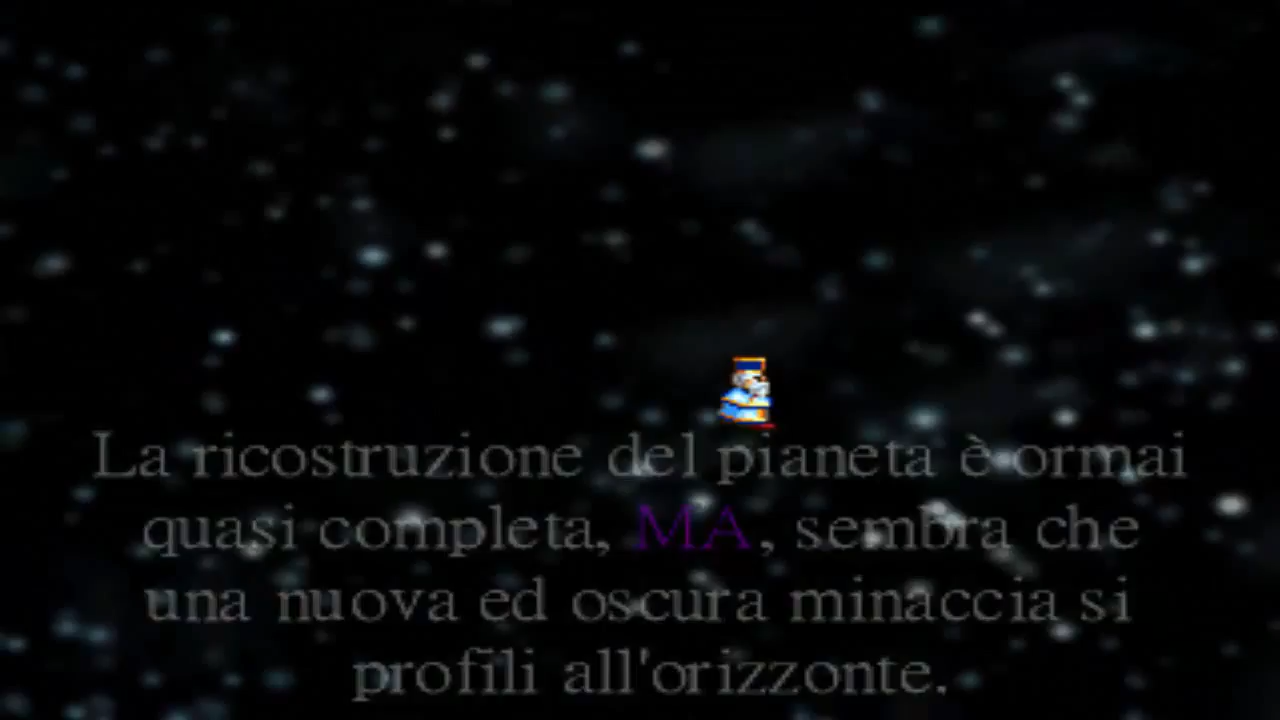 La ricostruzione del pianeta è ormai
quasi completa, MA, sembra che
una nuova ed oscura minaccia si
profili all'orizzonte.